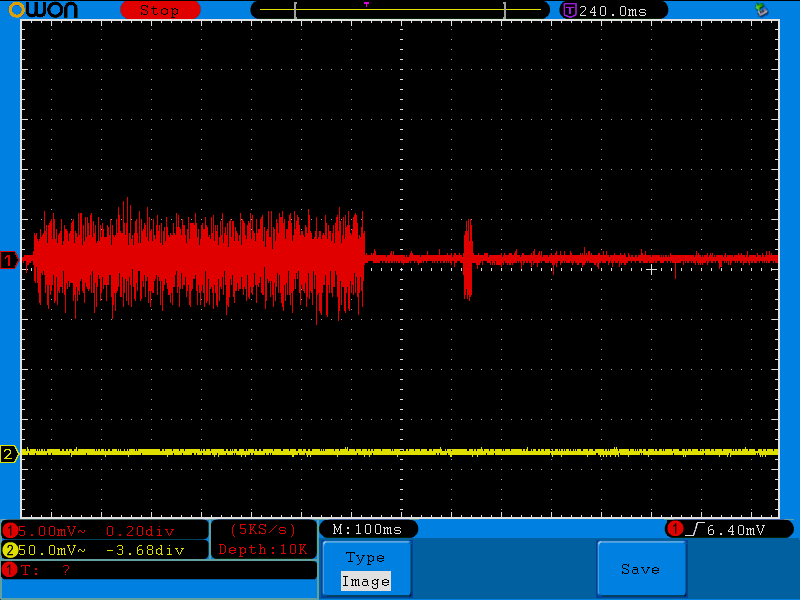 owon Stop T 240.0ms
1
2
1 5.00mV~ 0.20div (5KS/s) M:100ms 1 6.40mV
2 50.0mV~ -3.68div Depth:10K
1 T: ?
Type
Image
Save